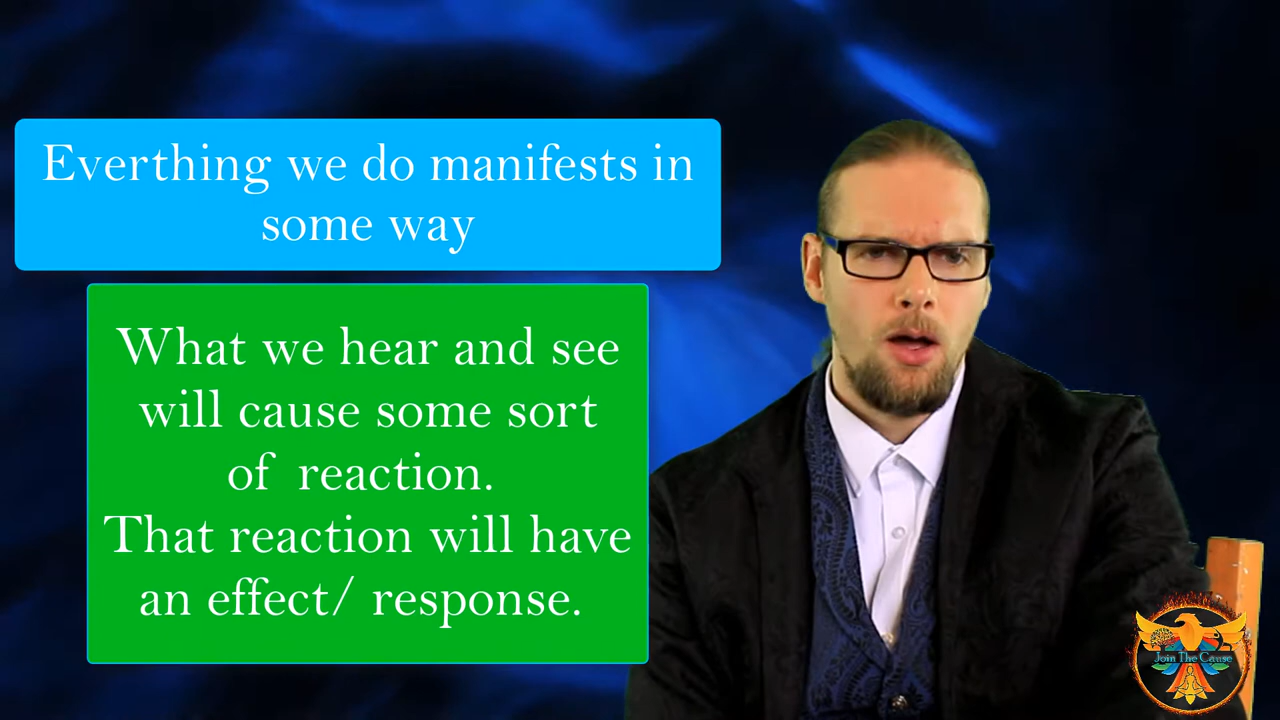 Everthing we do manifests in
some way
What we hear and see
will cause some sort
of reaction.
That reaction will have
an effect/ response.
Join The Cause